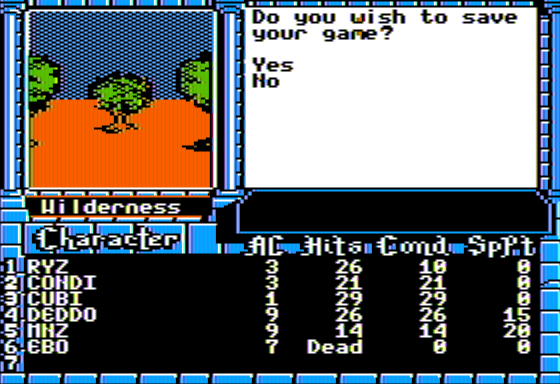 Do you wish to save
your game?
Yes
No
Wilderness
Character AC Hits Cond SpPt
1 RYZ 3 26 10 0
2 CONDI 3 21 21 0
3 CUBI 1 29 29 0
4 DEDDO 9 26 26 15
5 MNZ 9 14 14 20
6 EBO 7 Dead 0 0
7